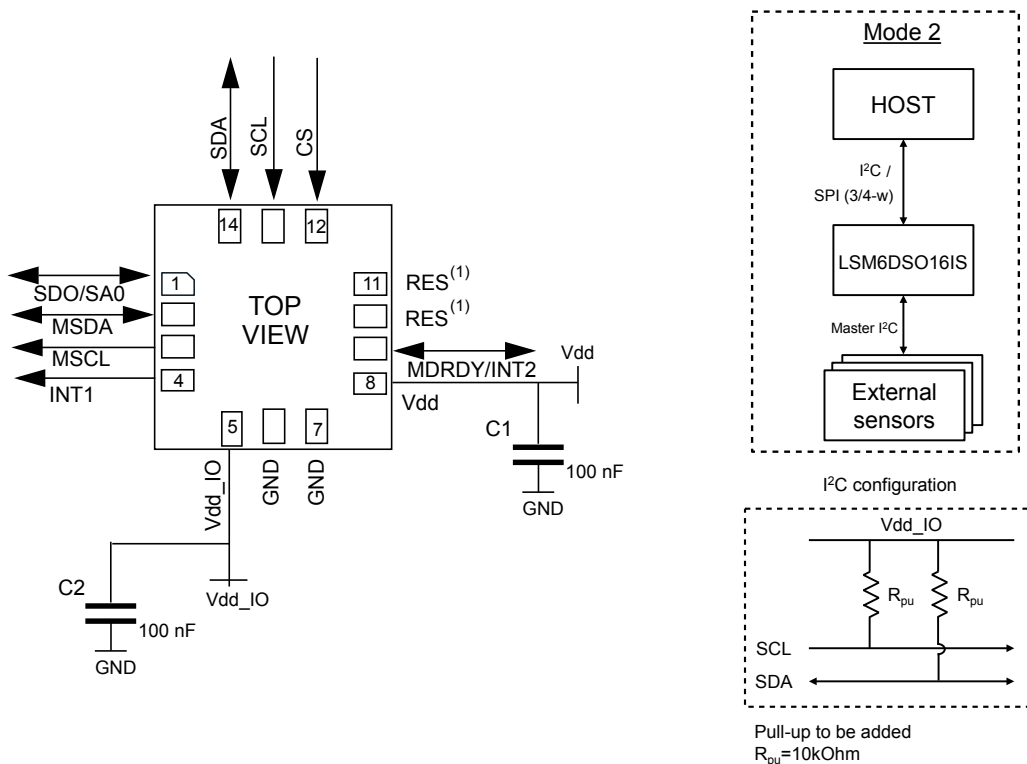 SDA
SCL
CS
14
12
1
SDO/SA0
MSDA
MSCL
4
INT1
TOP
VIEW
11
RES(1)
RES(1)
MDRDY/INT2
Vdd
8
Vdd
5
7
Vdd_IO
GND
GND
C1
100 nF
GND
C2
Vdd_IO
100 nF
GND
Mode 2
HOST
I²C /
SPI (3/4-w)
LSM6DSO16IS
Master I²C
External
sensors
I²C configuration
Vdd_IO
Rpu
Rpu
SCL
SDA
Pull-up to be added
Rpu=10kOhm